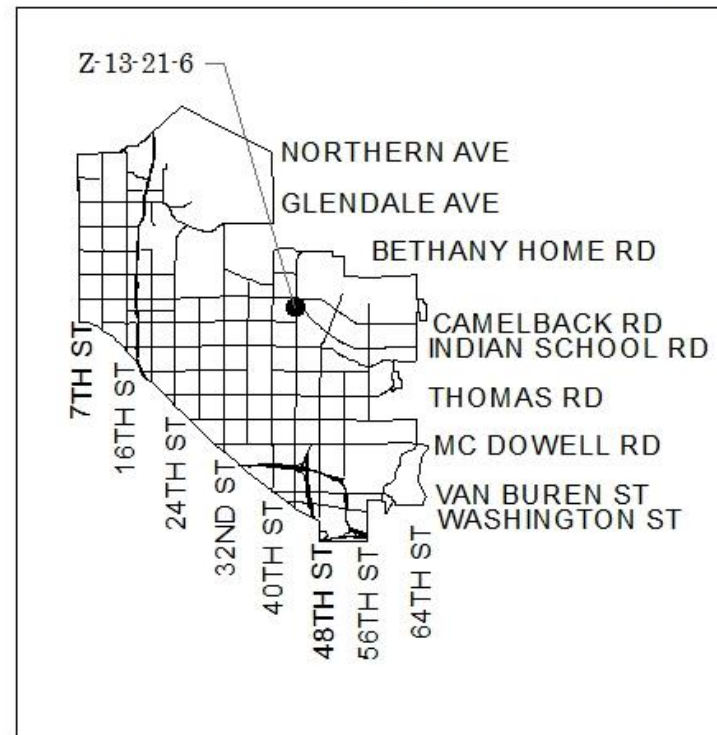 Z-13-21-6
NORTHERN AVE
GLENDALE AVE
BETHANY HOME RD
CAMELBACK RD
INDIAN SCHOOL RD
THOMAS RD
MC DOWELL RD
VAN BUREN ST
WASHINGTON ST
7TH ST
16TH ST
24TH ST
32ND ST
40TH ST
48TH ST
56TH ST
64TH ST